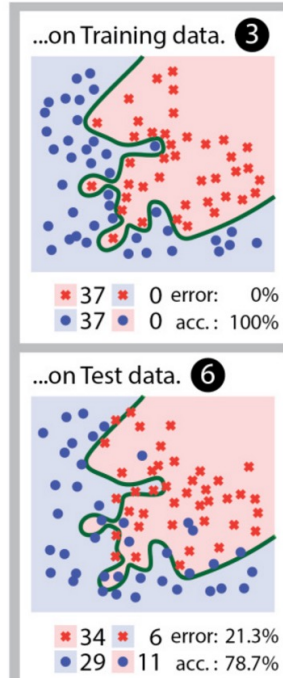 ...on Training data. 3
37 0 error: 0%
37 0 acc.: 100%
...on Test data. 6
34 6 error: 21.3%
29 11 acc.: 78.7%